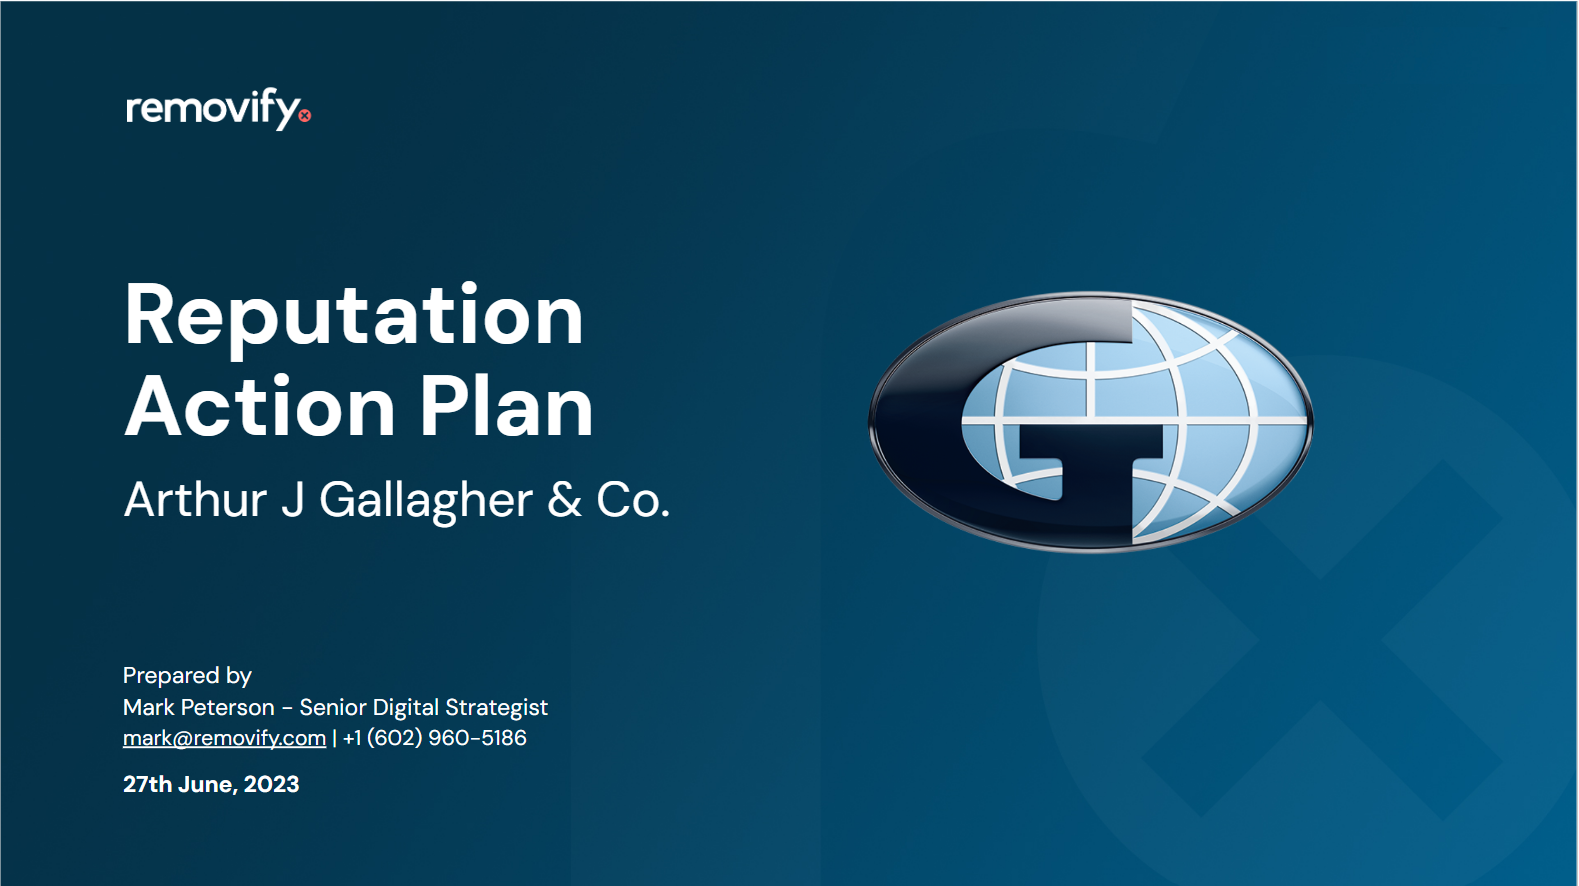 removify
Reputation
Action Plan
Arthur J Gallagher & Co.
Prepared by
Mark Peterson - Senior Digital Strategist
mark@removify.com | +1 (602) 960-5186
27th June, 2023